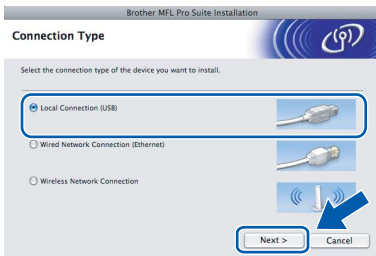 Brother MFL Pro Suite Installation
Connection Type
Select the connection type of the device you want to install.
Local Connection (USB)
Wired Network Connection (Ethernet)
Wireless Network Connection
Next > Cancel